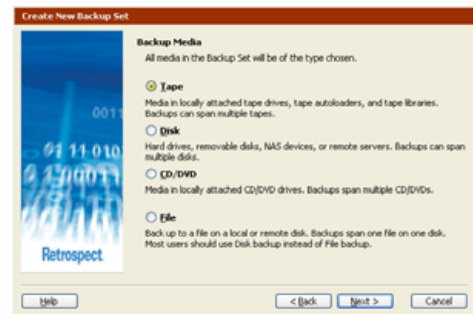 Create New Backup Set
Backup Media
All media in the Backup Set will be of the type chosen.
Tape
Media in locally attached tape drives, tape autoloaders, and tape libraries.
Backups can span multiple tapes.
Disk
Hard drives, removable disks, NAS devices, or remote servers. Backups can span
multiple disks.
CD/DVD
Media in locally attached CD/DVD drives. Backups span multiple CD/DVDs.
File
Back up to a file on a local or remote disk. Backups span one file on one disk.
Most users should use Disk backup instead of File backup.
Retrospect
Help
< Back
Next >
Cancel